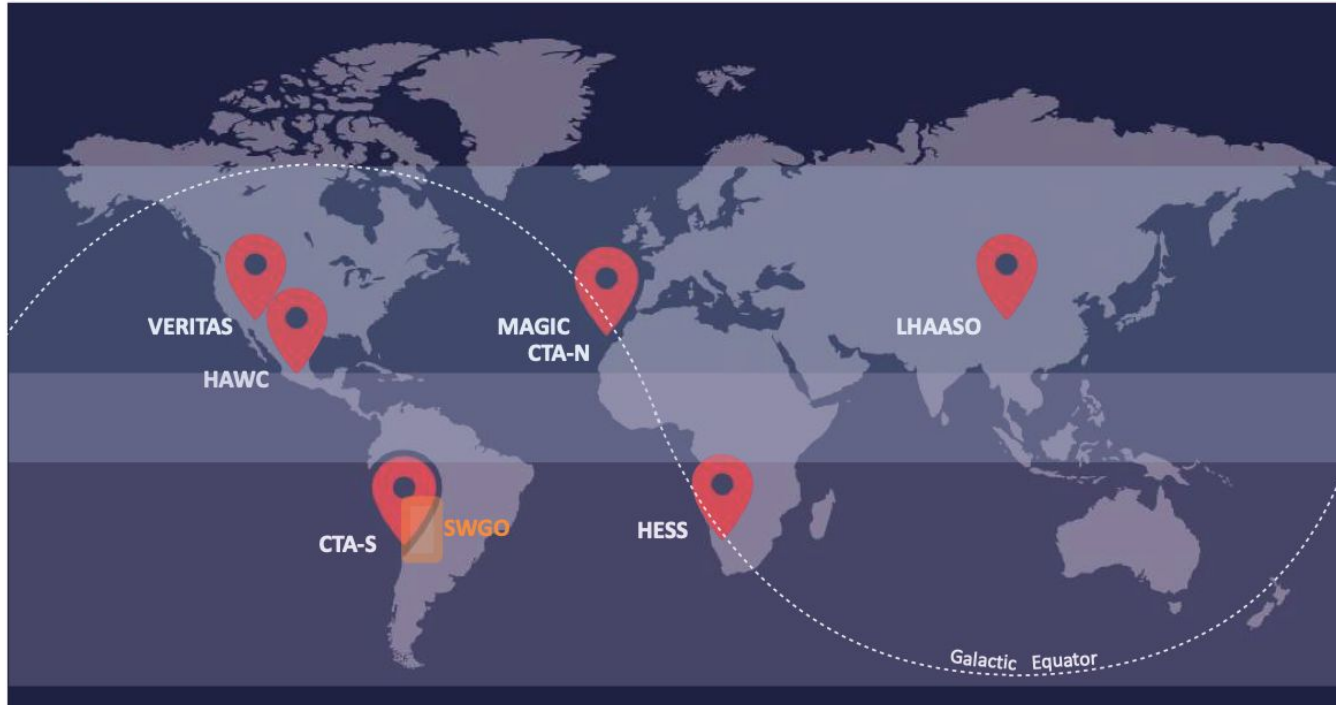 VERITAS
HAWC
MAGIC
CTA-N
LHAASO
CTA-S
SWGO
HESS
Galactic Equator